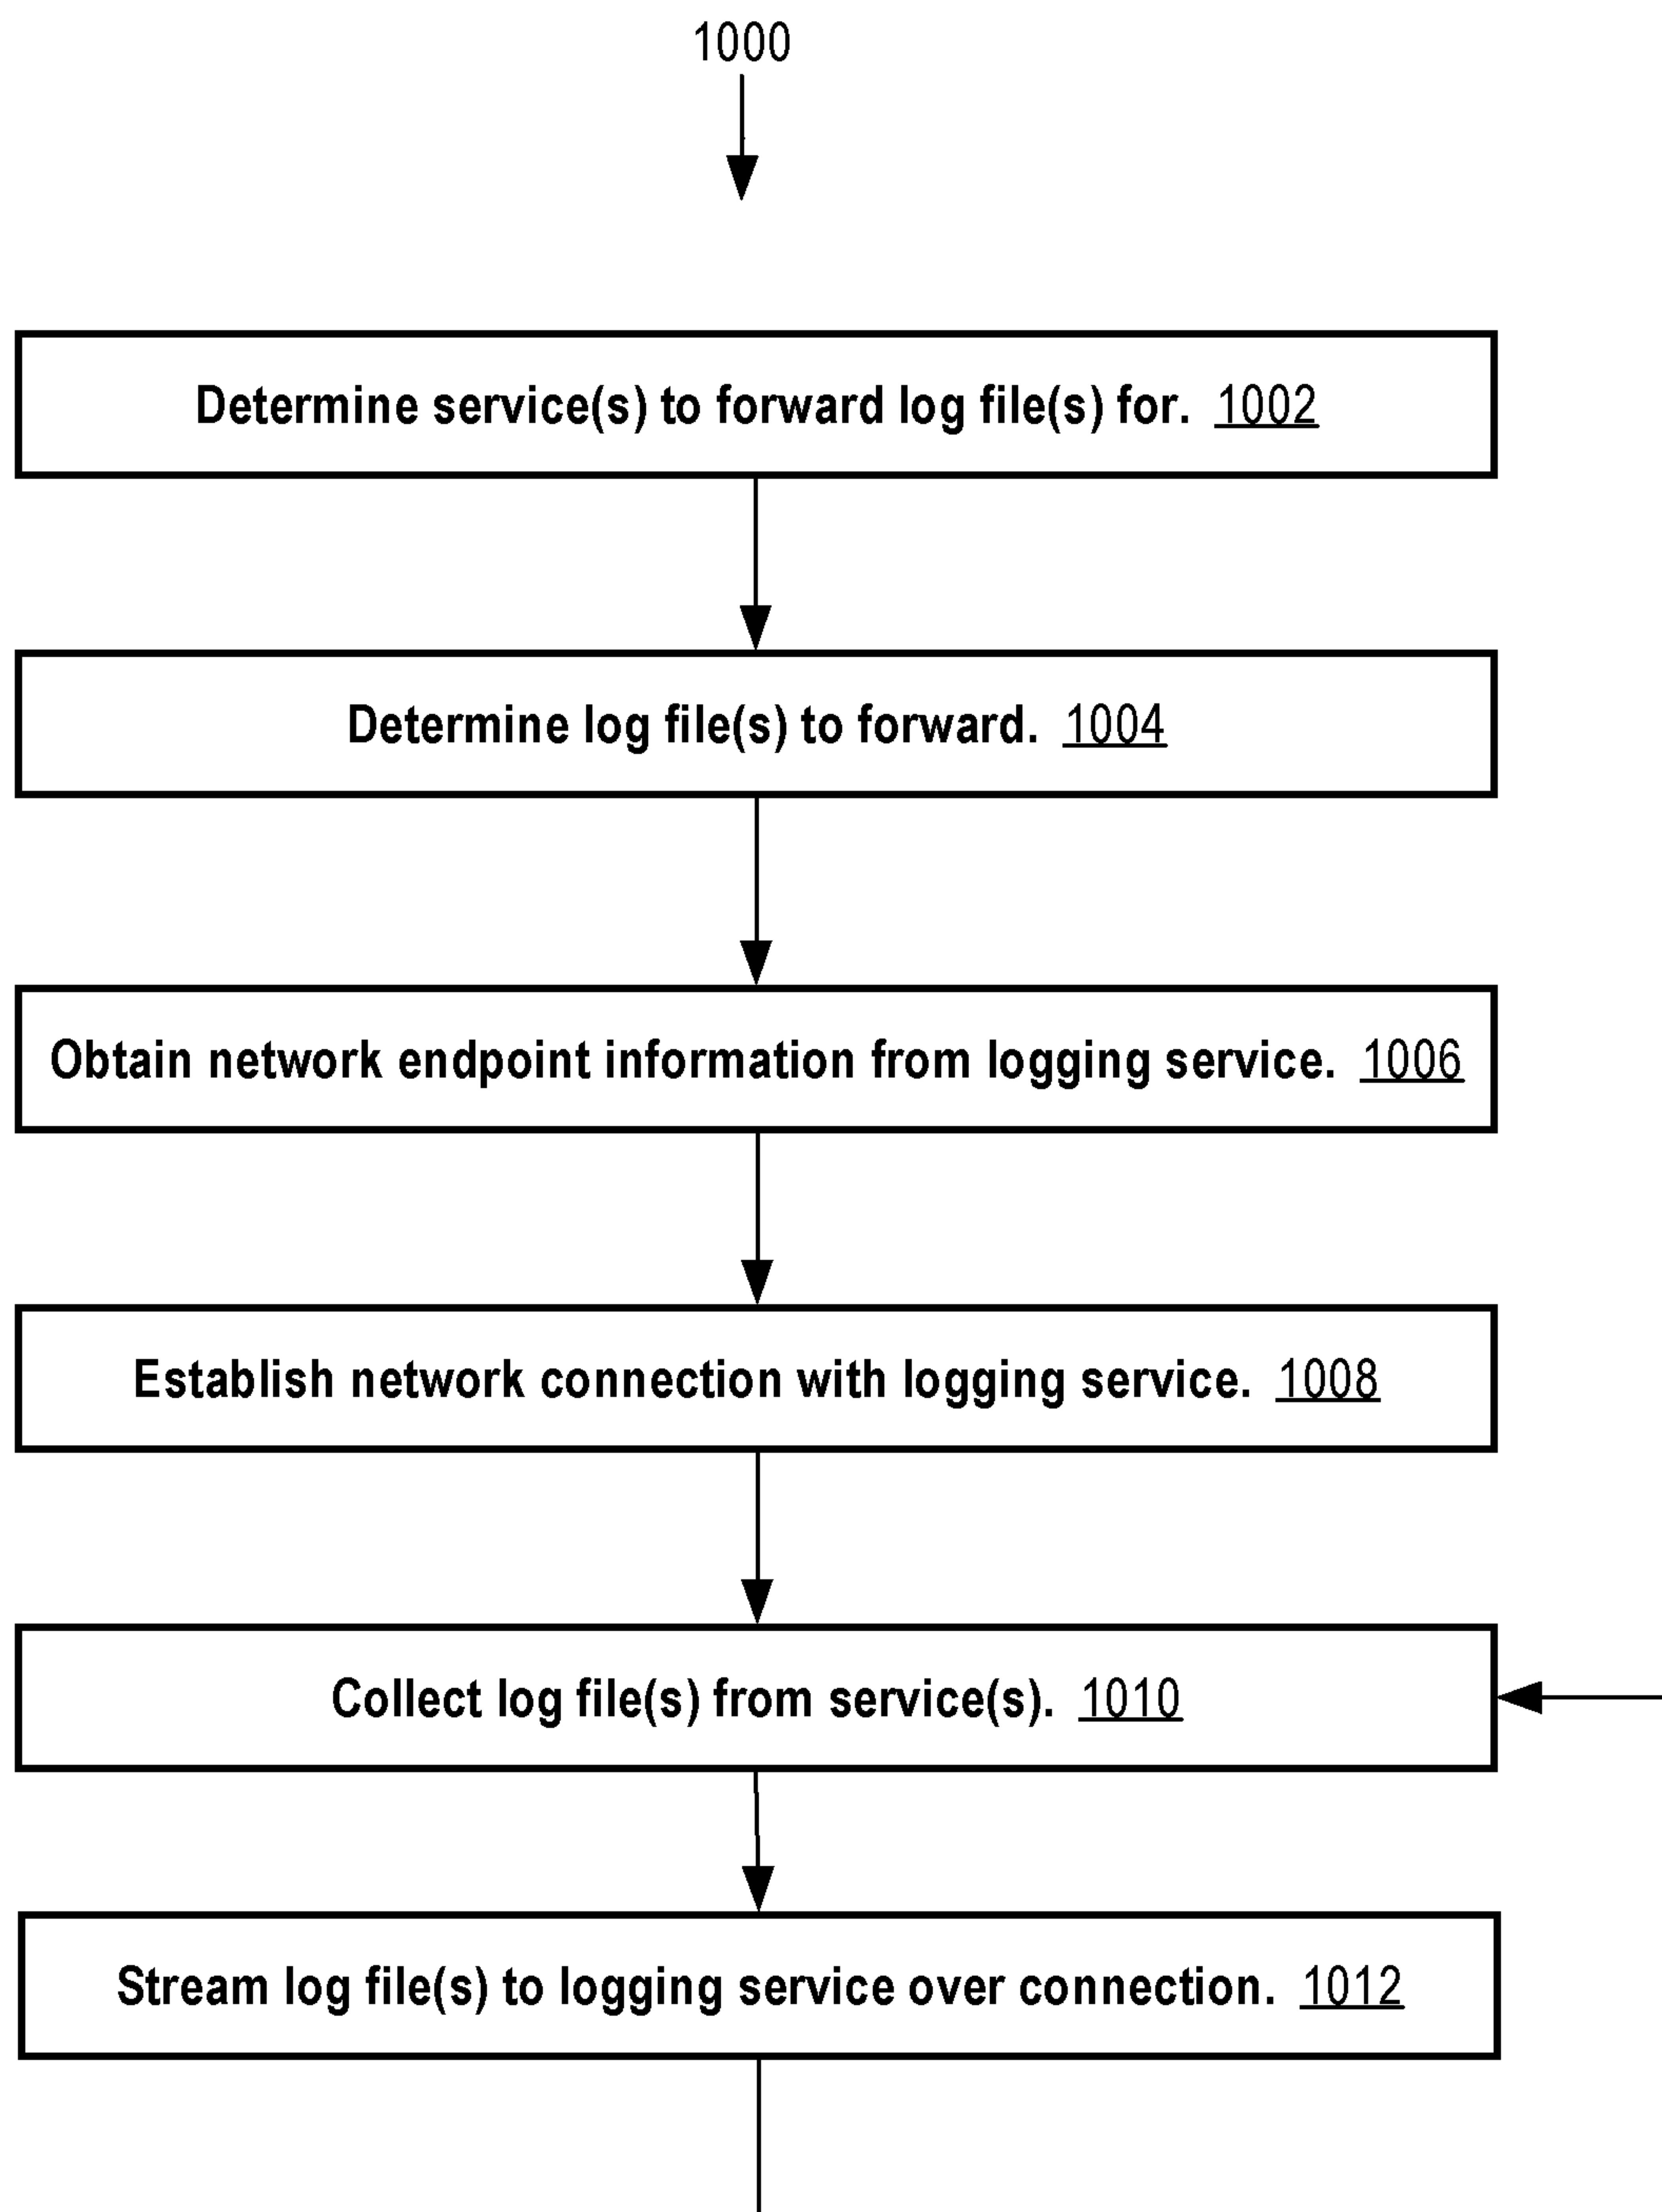 1000
Determine service(s) to forward log file(s) for. 1002
Determine log file(s) to forward. 1004
Obtain network endpoint information from logging service. 1006
Establish network connection with logging service. 1008
Collect log file(s) from service(s). 1010
Stream log file(s) to logging service over connection. 1012